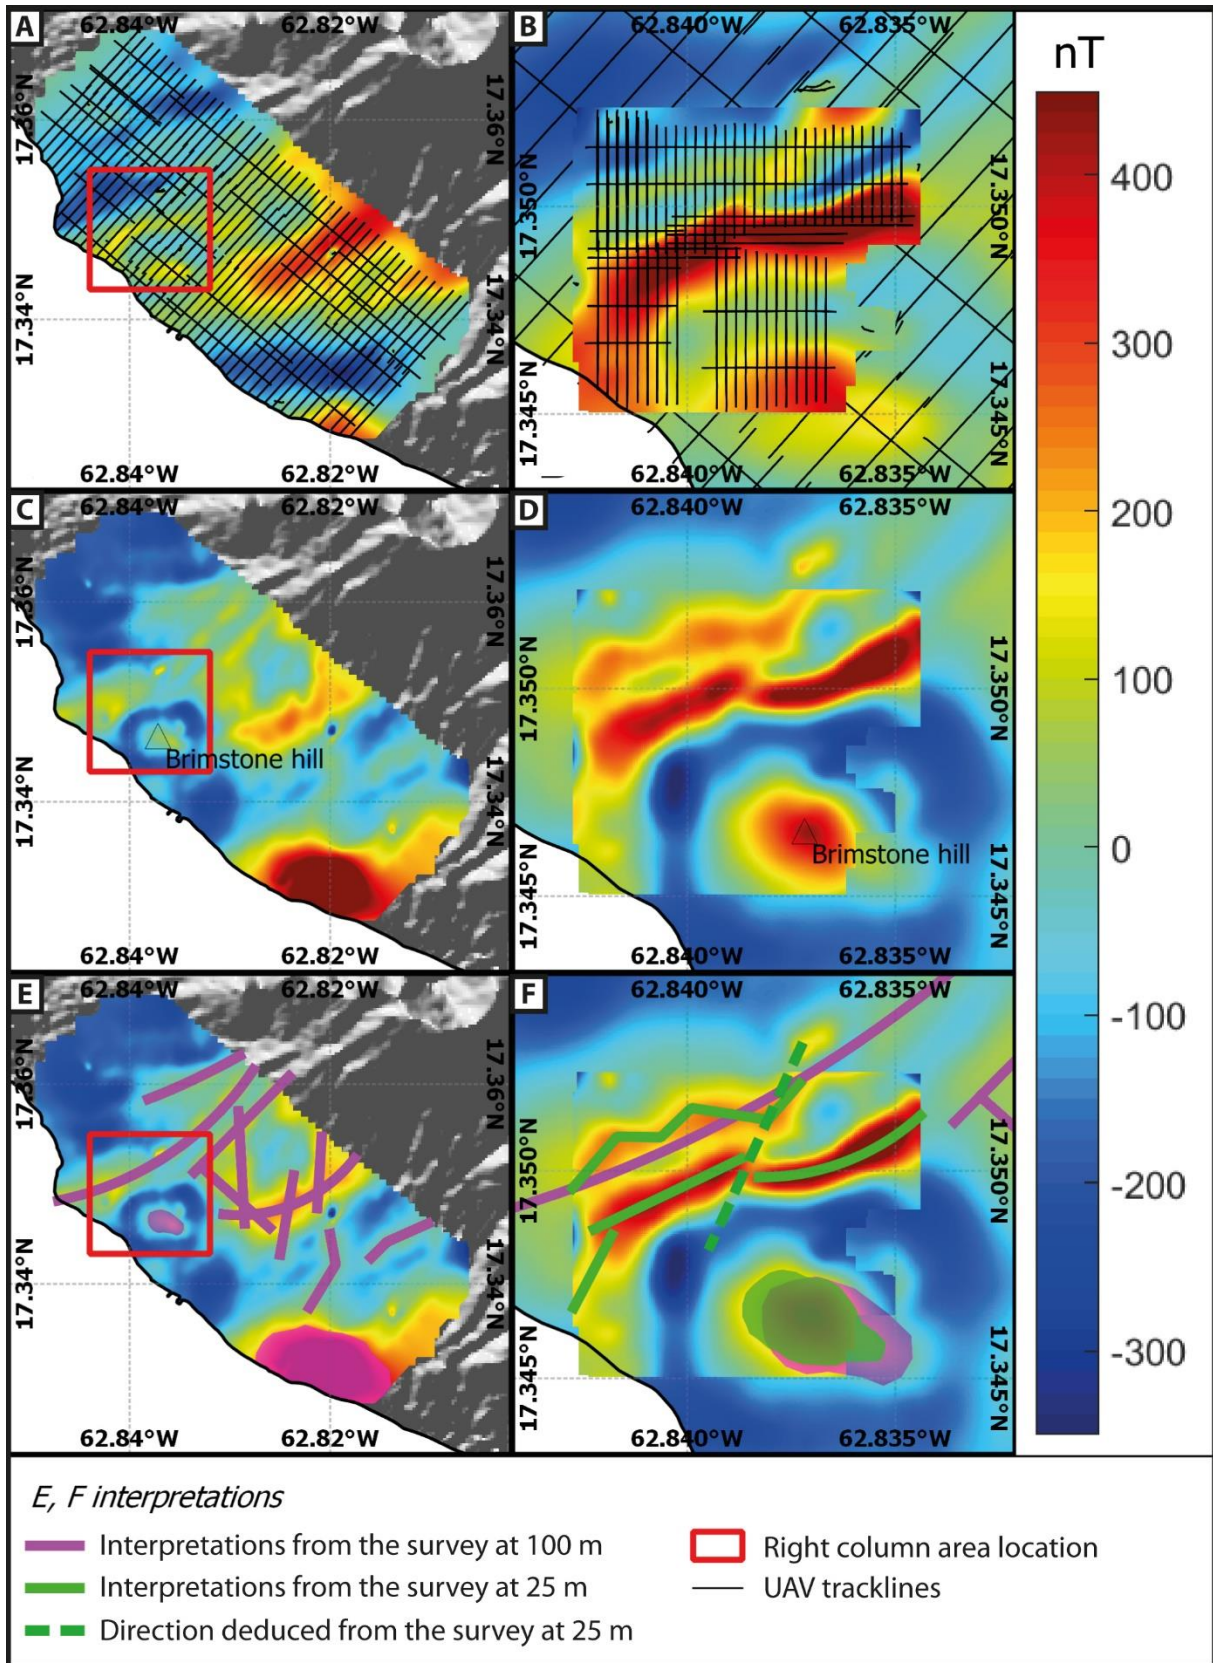 A
62.84°W
62.82°W
17.36°N
17.36°N
17.34°N
17.34°N
62.84°W
62.82°W
B
62.840°W
62.835°W
17.350°N
17.350°N
17.345°N
17.345°N
62.840°W
62.835°W
C
62.84°W
62.82°W
17.36°N
17.36°N
Brimstone hill
17.34°N
17.34°N
62.84°W
62.82°W
D
62.840°W
62.835°W
17.350°N
17.350°N
Brimstone hill
17.345°N
17.345°N
62.840°W
62.835°W
E
62.84°W
62.82°W
17.36°N
17.36°N
17.34°N
17.34°N
62.84°W
62.82°W
F
62.840°W
62.835°W
17.350°N
17.350°N
17.345°N
17.345°N
62.840°W
62.835°W
nT
400
300
200
100
0
-100
-200
-300
E, F interpretations
Interpretations from the survey at 100 m
Interpretations from the survey at 25 m
Direction deduced from the survey at 25 m
Right column area location
UAV tracklines